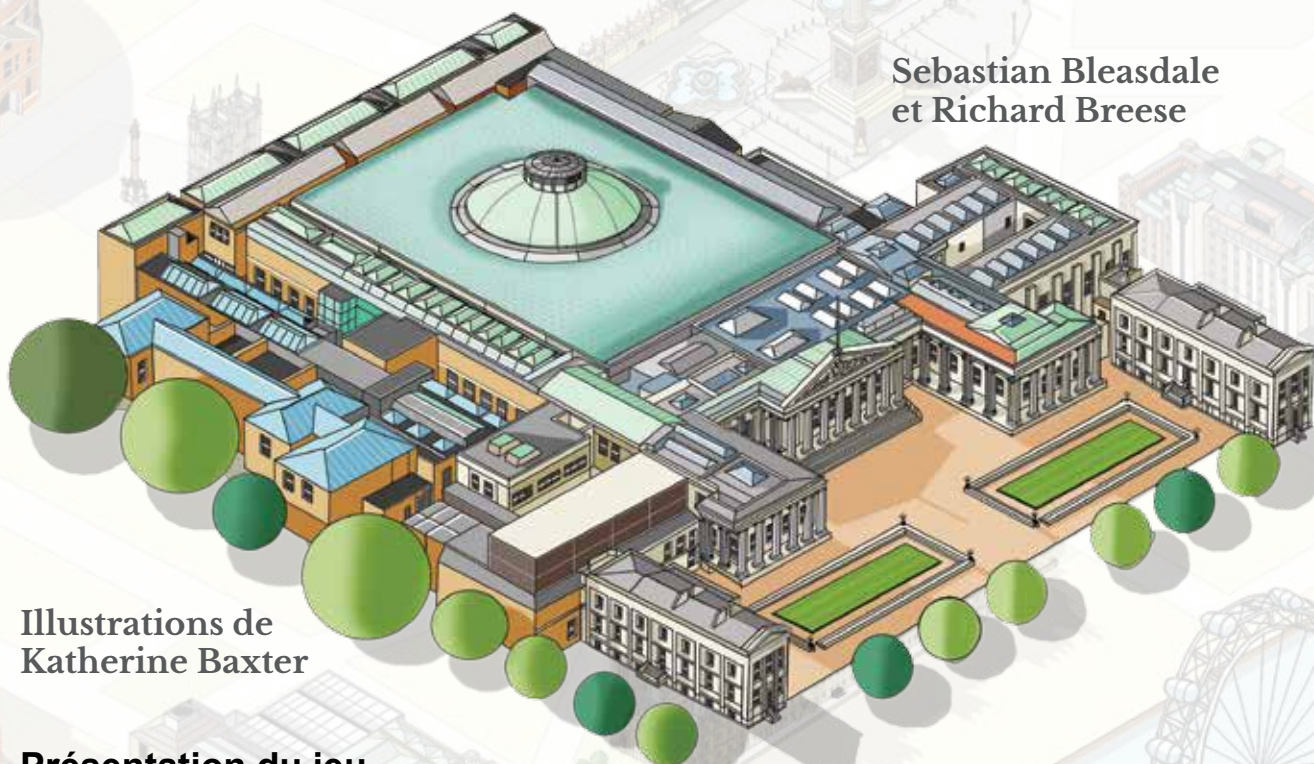 Sebastian Bleasdale
et Richard Breese
Illustrations de
Katherine Baxter
Présentation du jeu